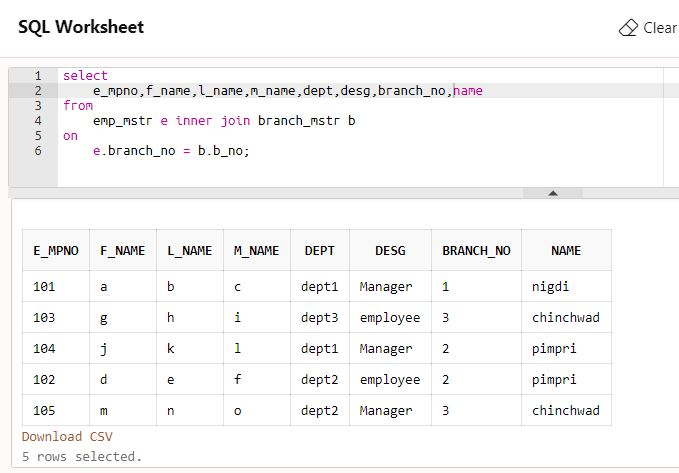 SQL Worksheet Clear
1 select
2 e_mpno,f_name,l_name,m_name,dept,desg,branch_no,name
3 from
4 emp_mstr e inner join branch_mstr b
5 on
6 e.branch_no = b.b_no;
E_MPNO F_NAME L_NAME M_NAME DEPT DESG BRANCH_NO NAME
101 a b c dept1 Manager 1 nigdi
103 g h i dept3 employee 3 chinchwad
104 j k l dept1 Manager 2 pimpri
102 d e f dept2 employee 2 pimpri
105 m n o dept2 Manager 3 chinchwad
Download CSV
5 rows selected.